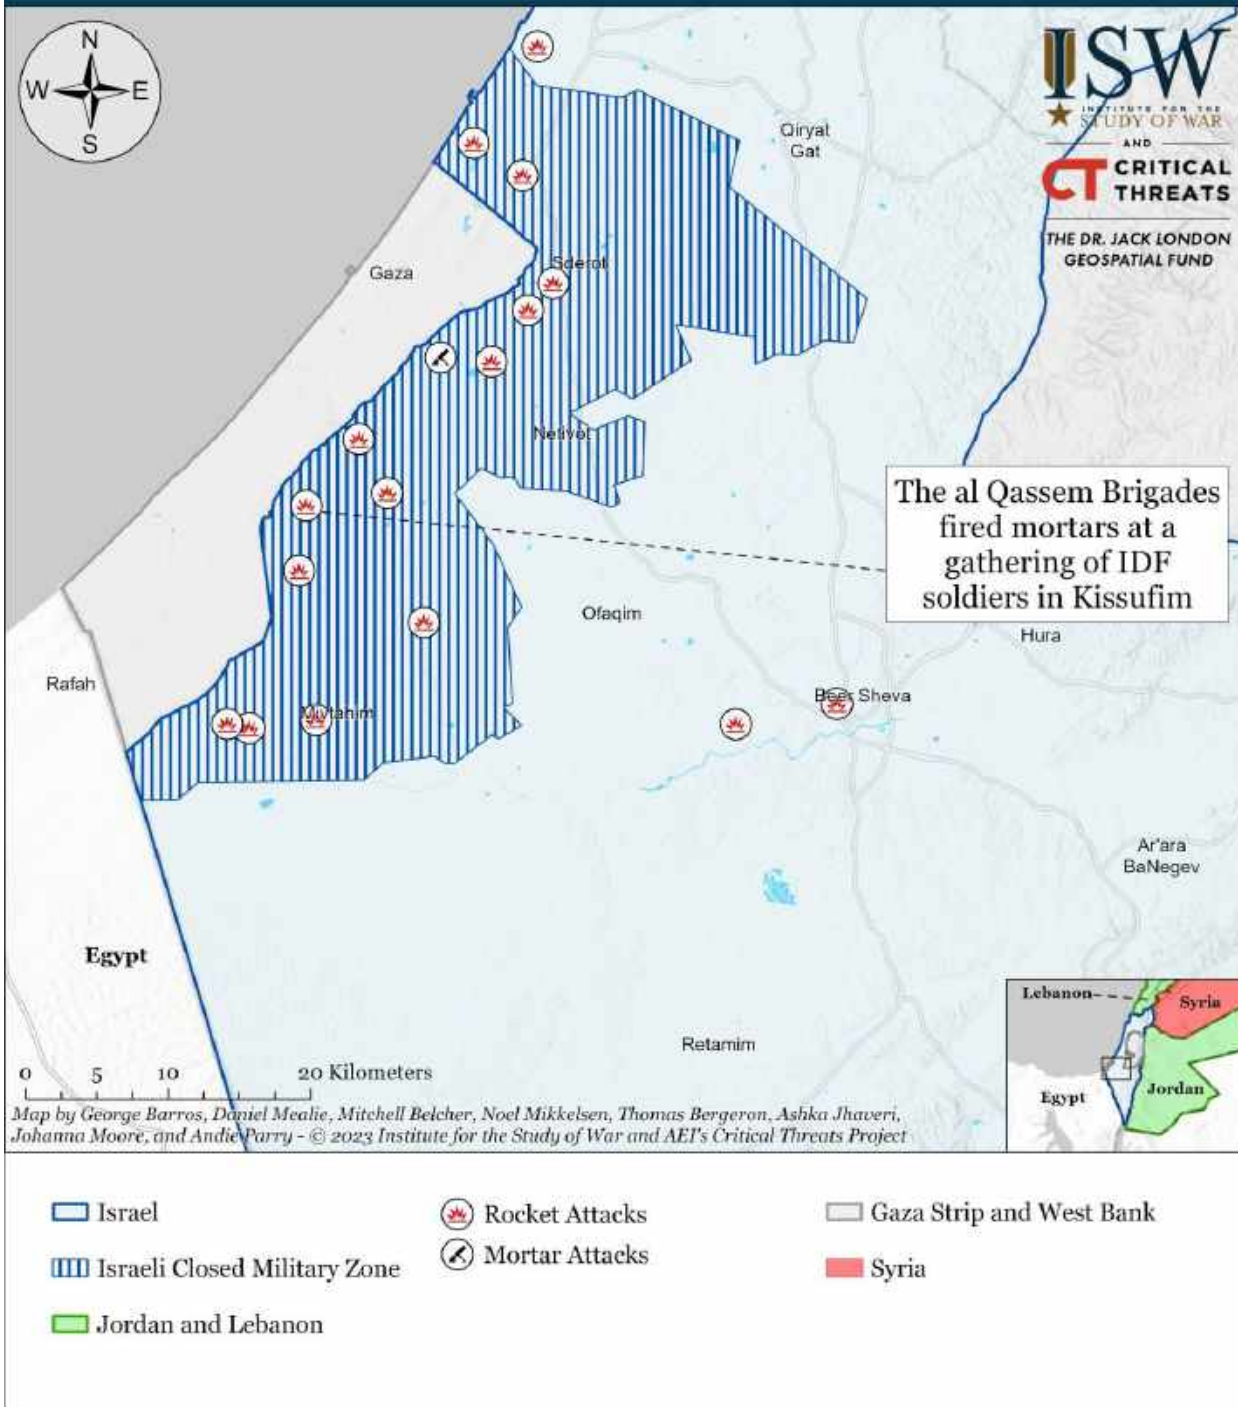 N
W
E
S
ISW
INSTITUTE FOR THE
STUDY OF WAR
AND
CT CRITICAL
THREATS
THE DR. JACK LONDON
GEOSPATIAL FUND
Qiryat
Gat
Gaza
Sderot
Netivot
The al Qassem Brigades
fired mortars at a
gathering of IDF
soldiers in Kissufim
Ofaqim
Hura
Rafah
Mivtahim
Beer Sheva
Ar'ara
BaNegev
Egypt
Retamim
Lebanon
Syria
Egypt
Jordan
0 5 10 20 Kilometers
Map by George Barros, Daniel Mealie, Mitchell Belcher, Noel Mikkelsen, Thomas Bergeron, Ashka Jhaveri,
Johanna Moore, and Andie Parry - © 2023 Institute for the Study of War and AEI's Critical Threats Project
Israel
Rocket Attacks
Gaza Strip and West Bank
Mortar Attacks
Israeli Closed Military Zone
Syria
Jordan and Lebanon